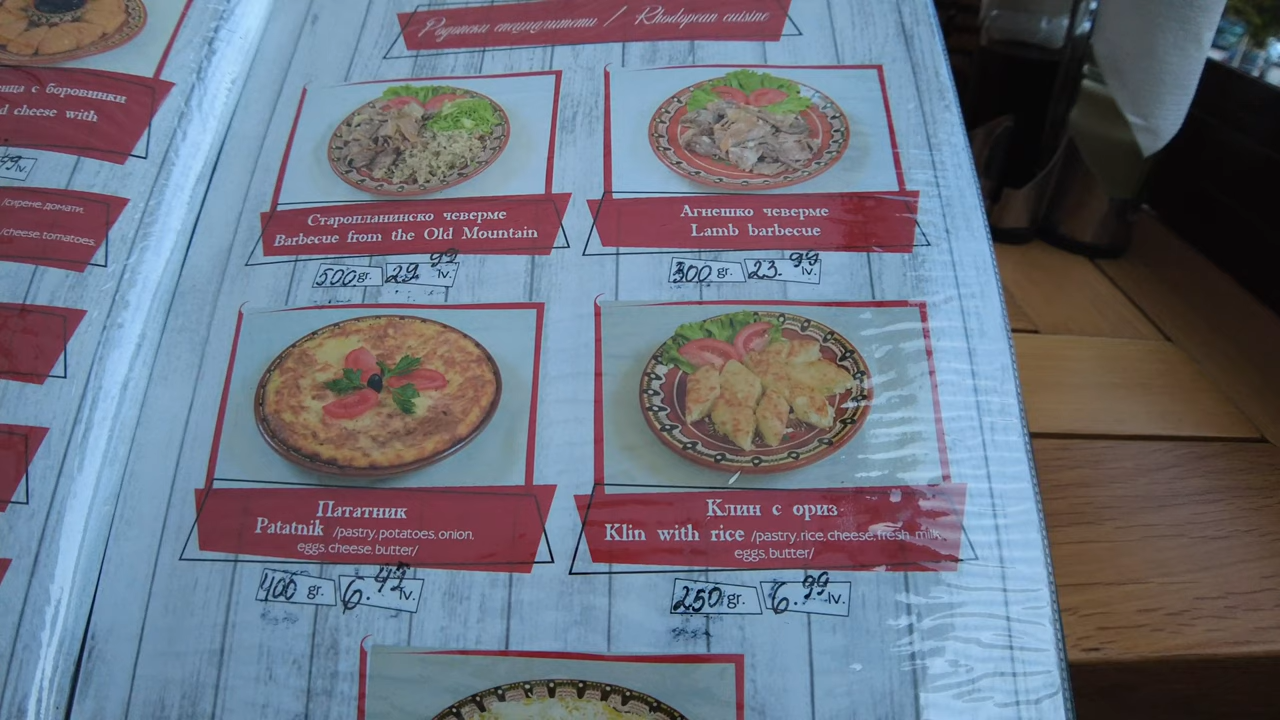 Родопски специалитети / Rhodopean cuisine
ица с боровинки
d cheese with
49 lv.
/сирене,домати,
/cheese,tomatoes,
Старопланинско чеверме
Barbecue from the Old Mountain
500 gr. 29.99 lv.
Агнешко чеверме
Lamb barbecue
300 gr. 23.99 lv.
Пататник
Patatnik /pastry,potatoes,onion,
eggs,cheese,butter/
400 gr. 6.45 lv.
Клин с ориз
Klin with rice /pastry,rice,cheese,fresh milk,
eggs,butter/
250 gr. 6.99 lv.